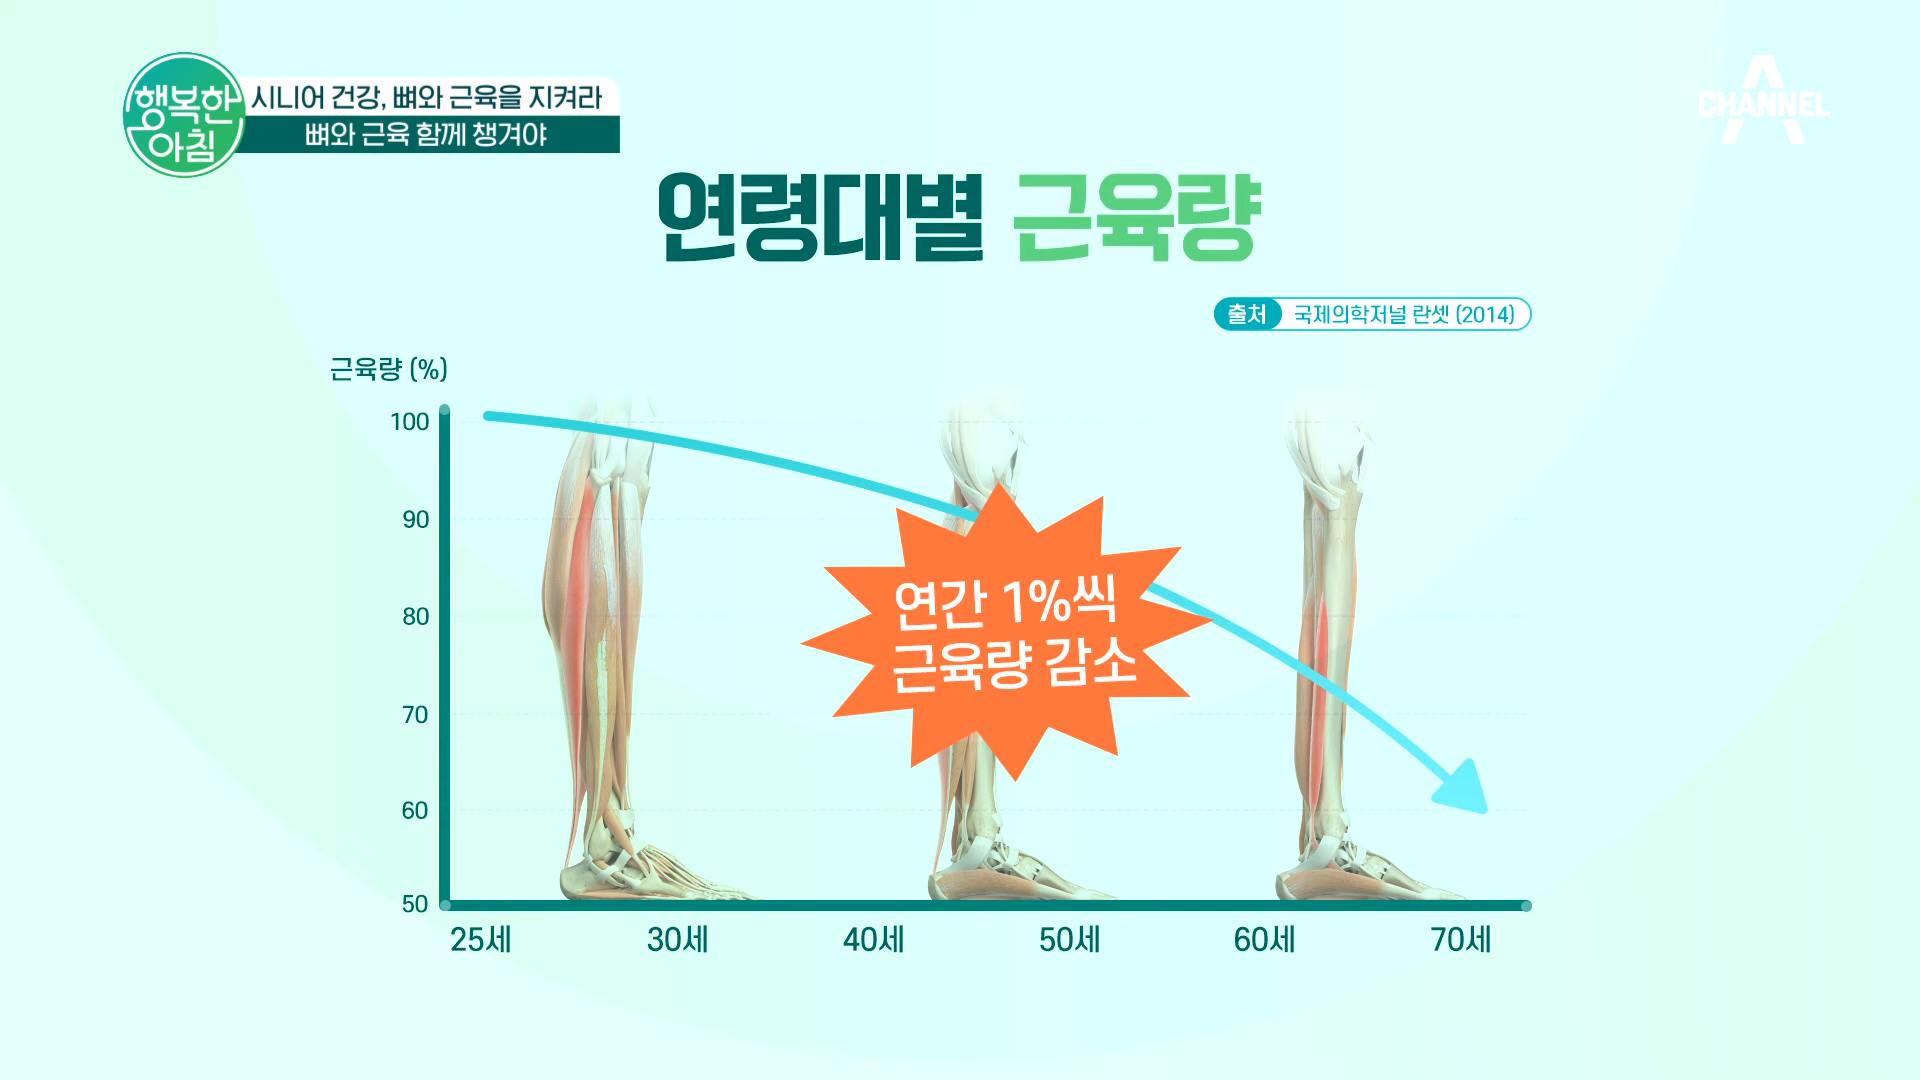 행복한
아침
시니어 건강, 뼈와 근육을 지켜라
뼈와 근육 함께 챙겨야
CHANNEL A
연령대별 근육량
출처 국제의학저널 란셋 (2014)
근육량 (%)
100
90
80
70
60
50
연간 1%씩
근육량 감소
25세 30세 40세 50세 60세 70세